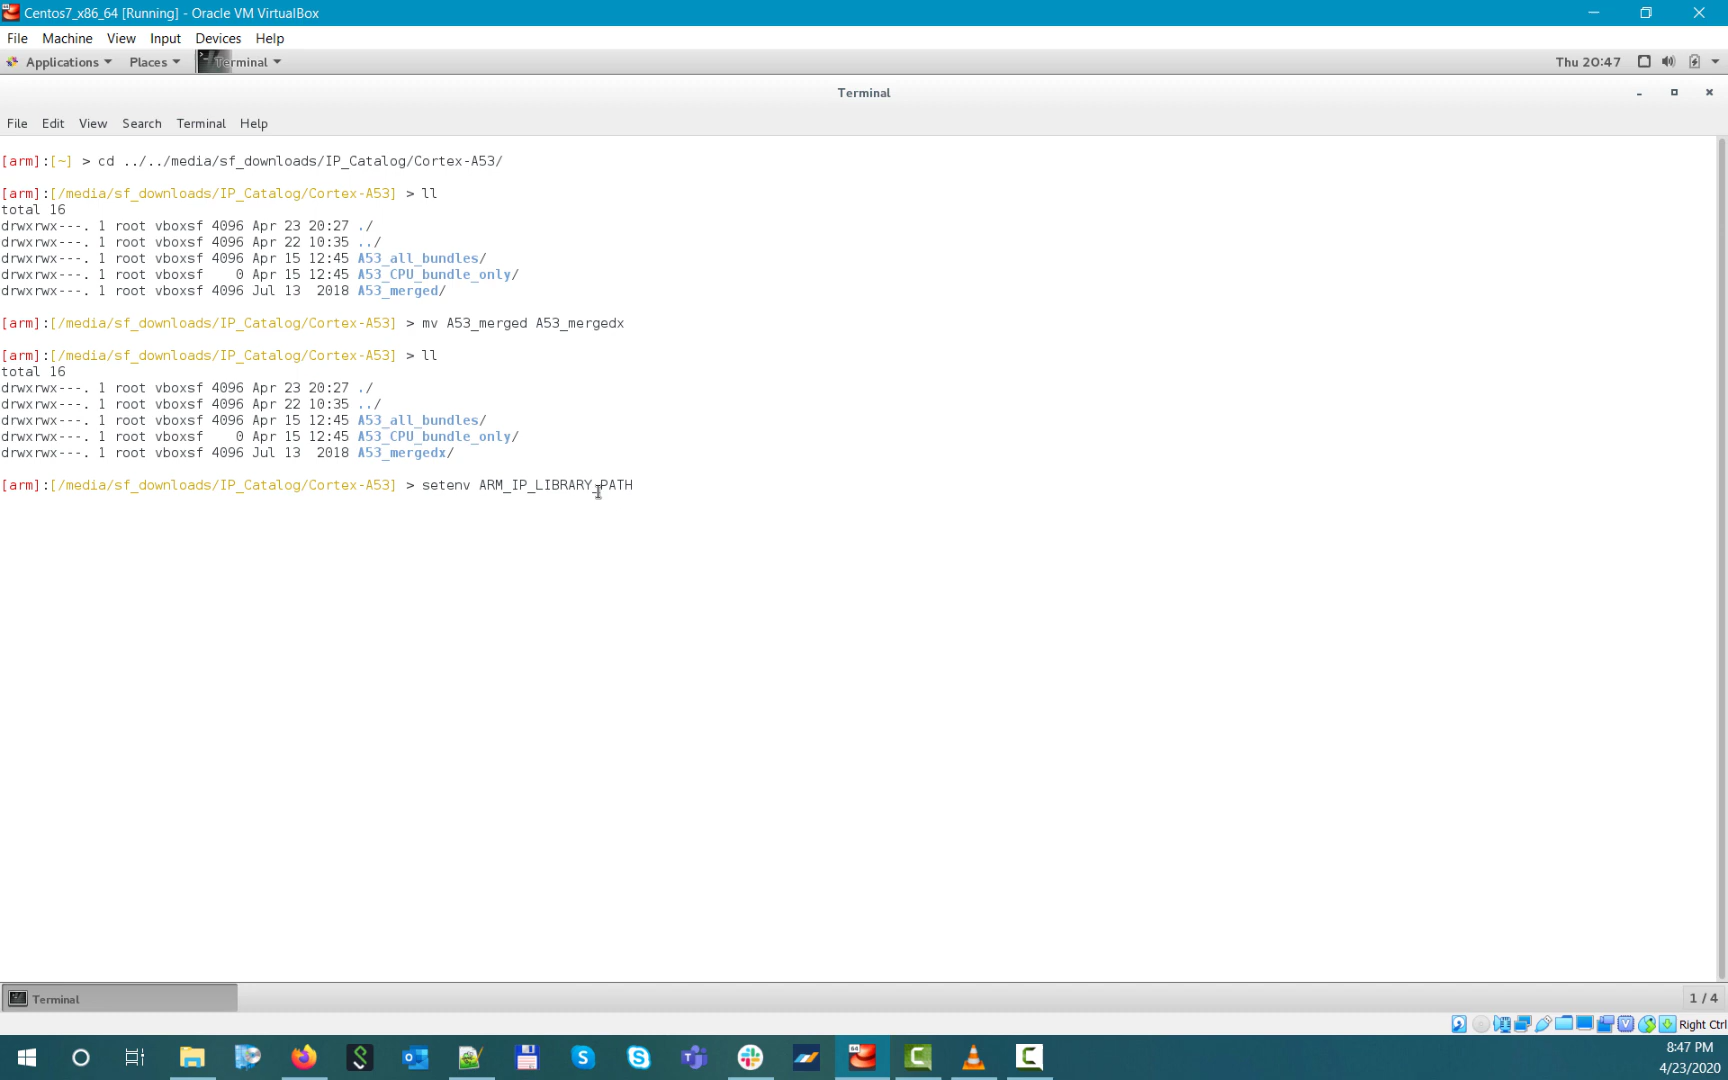 Centos7_x86_64 [Running] - Oracle VM VirtualBox
File Machine View Input Devices Help
Applications Places Terminal Thu 20:47
Terminal
File Edit View Search Terminal Help
[arm]:[~] > cd ../../media/sf_downloads/IP_Catalog/Cortex-A53/
[arm]:[/media/sf_downloads/IP_Catalog/Cortex-A53] > ll
total 16
drwxrwx---. 1 root vboxsf 4096 Apr 23 20:27 ./
drwxrwx---. 1 root vboxsf 4096 Apr 22 10:35 ../
drwxrwx---. 1 root vboxsf 4096 Apr 15 12:45 A53_all_bundles/
drwxrwx---. 1 root vboxsf    0 Apr 15 12:45 A53_CPU_bundle_only/
drwxrwx---. 1 root vboxsf 4096 Jul 13  2018 A53_merged/
[arm]:[/media/sf_downloads/IP_Catalog/Cortex-A53] > mv A53_merged A53_mergedx
[arm]:[/media/sf_downloads/IP_Catalog/Cortex-A53] > ll
total 16
drwxrwx---. 1 root vboxsf 4096 Apr 23 20:27 ./
drwxrwx---. 1 root vboxsf 4096 Apr 22 10:35 ../
drwxrwx---. 1 root vboxsf 4096 Apr 15 12:45 A53_all_bundles/
drwxrwx---. 1 root vboxsf    0 Apr 15 12:45 A53_CPU_bundle_only/
drwxrwx---. 1 root vboxsf 4096 Jul 13  2018 A53_mergedx/
[arm]:[/media/sf_downloads/IP_Catalog/Cortex-A53] > setenv ARM_IP_LIBRARY_PATH
Terminal 1 / 4
Right Ctrl
8:47 PM
4/23/2020